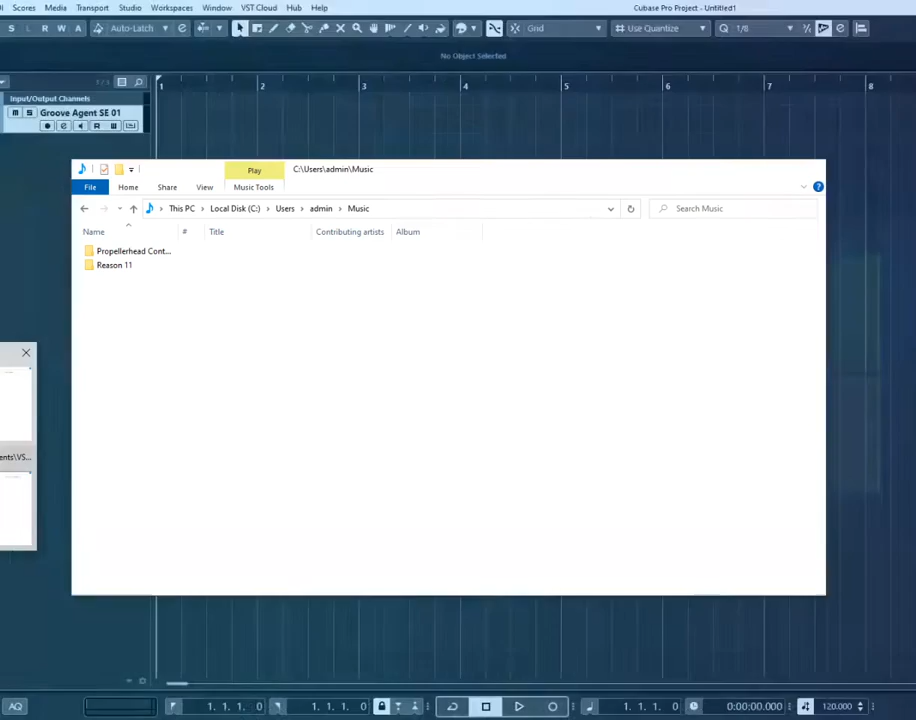 Scores Media Transport Studio Workspaces Window VST Cloud Hub Help Cubase Pro Project - Untitled1
S L R W A Auto-Latch Grid Use Quantize Q 1/8
No Object Selected
1 2 3 4 5 6 7 8
Input/Output Channels
m S Groove Agent SE 01
R
Play C:\Users\admin\Music
File Home Share View Music Tools
This PC > Local Disk (C:) > Users > admin > Music Search Music
Name # Title Contributing artists Album
Propellerhead Cont...
Reason 11
ents\VS...
AQ 1. 1. 1. 0 1. 1. 1. 0 1. 1. 1. 0 0:00:00.000 120.000